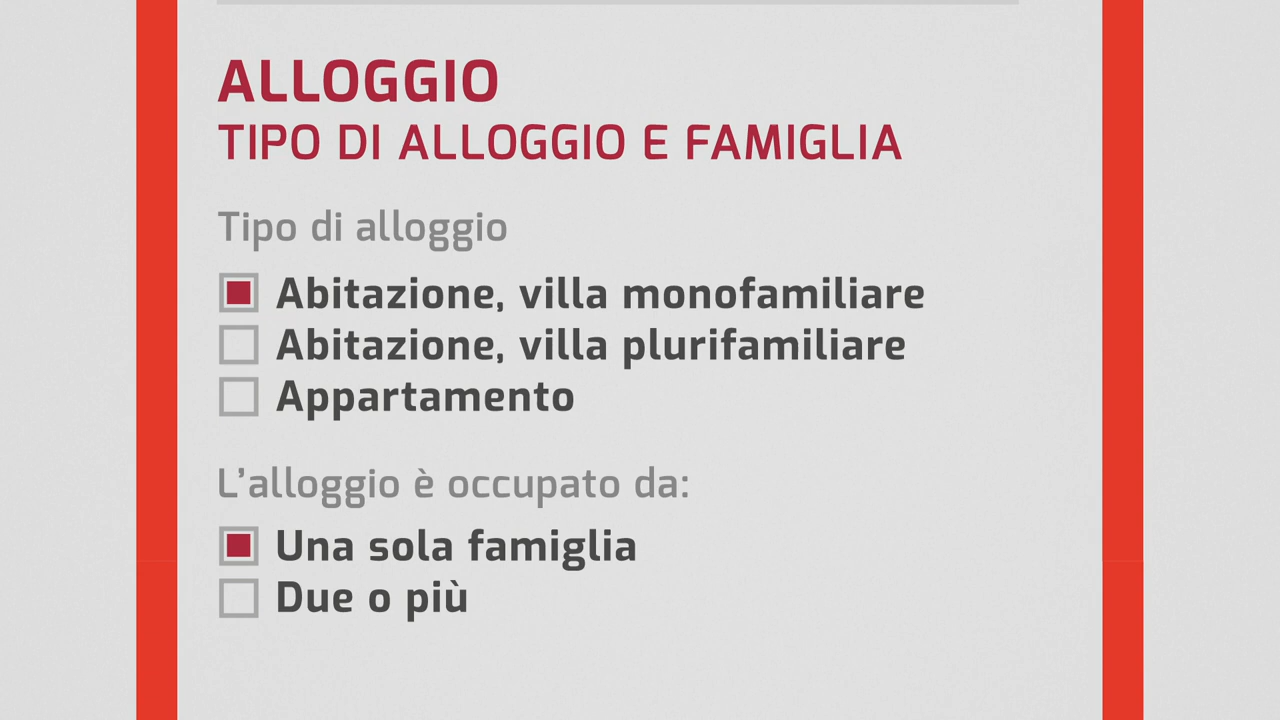 ALLOGGIO
TIPO DI ALLOGGIO E FAMIGLIA
Tipo di alloggio
Abitazione, villa monofamiliare
Abitazione, villa plurifamiliare
Appartamento
L’alloggio è occupato da:
Una sola famiglia
Due o più